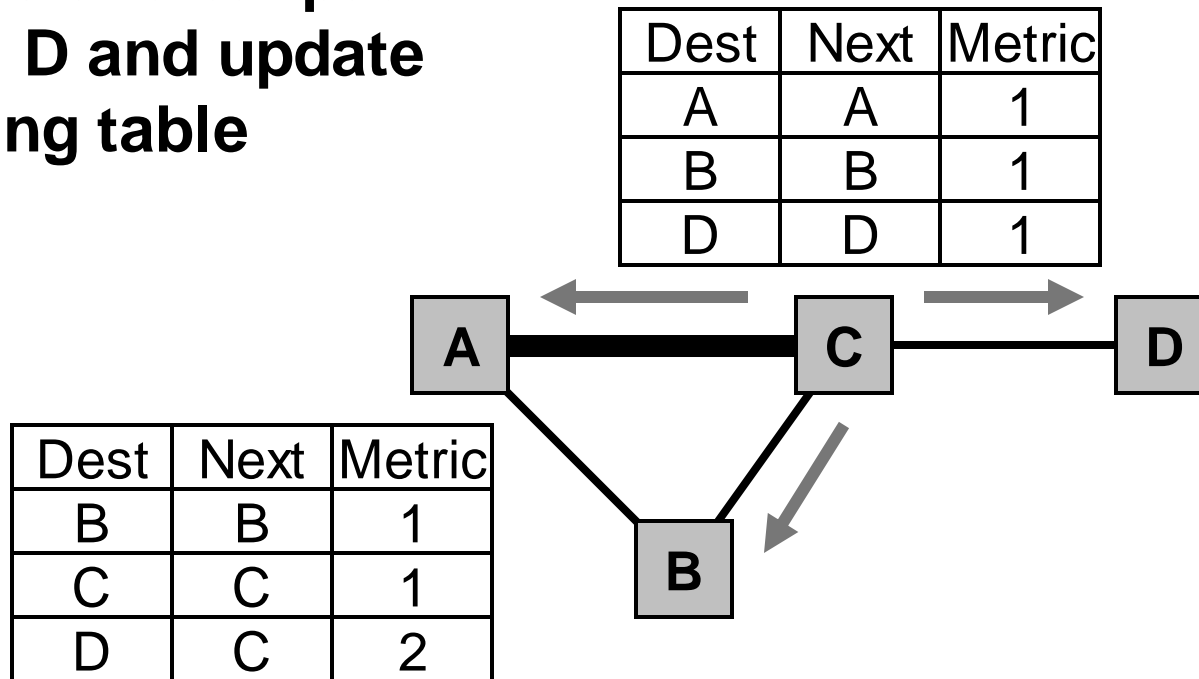 D and update
ng table
Dest Next Metric
A A 1
B B 1
D D 1
A C D
Dest Next Metric
B B 1
C C 1
D C 2
B